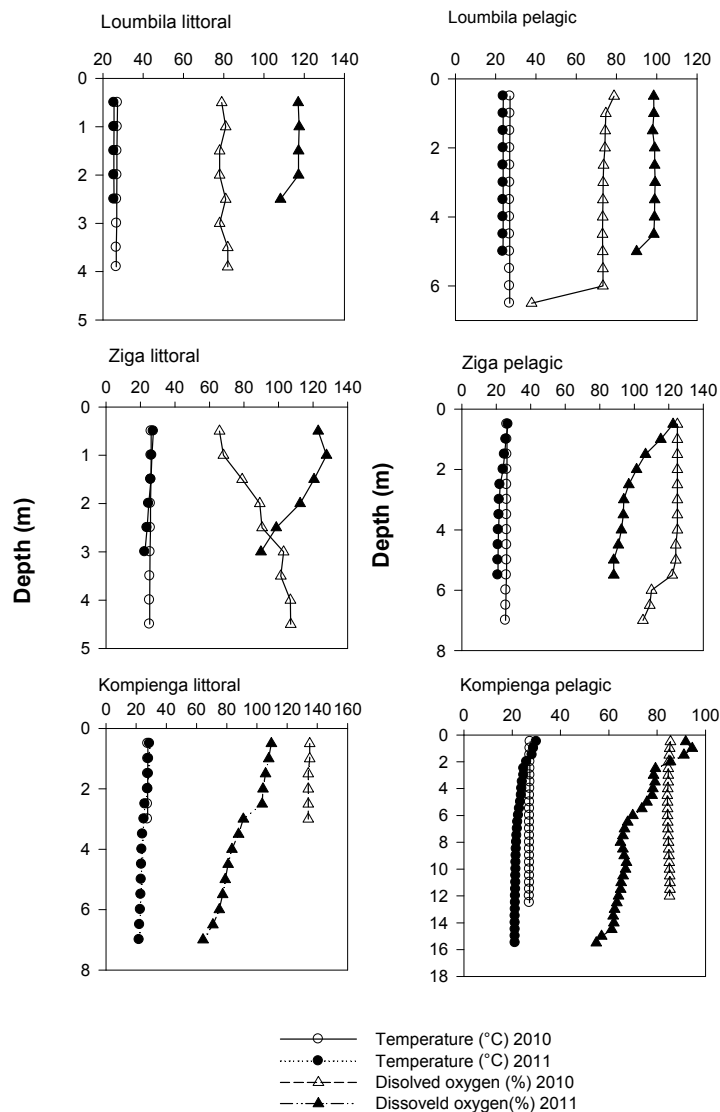 Loumbila littoral
20 40 60 80 100 120 140
0
1
2
3
4
5
Loumbila pelagic
0 20 40 60 80 100 120
0
2
4
6
Ziga littoral
0 20 40 60 80 100 120 140
0
1
2
3
4
5
Depth (m)
Ziga pelagic
0 20 40 60 80 100 120 140
0
2
4
6
8
Depth (m)
Kompienga littoral
0 20 40 60 80 100 120 140 160
0
2
4
6
8
Kompienga pelagic
0 20 40 60 80 100
0
2
4
6
8
10
12
14
16
18
Temperature (°C) 2010
Temperature (°C) 2011
Disolved oxygen (%) 2010
Dissoveld oxygen(%) 2011